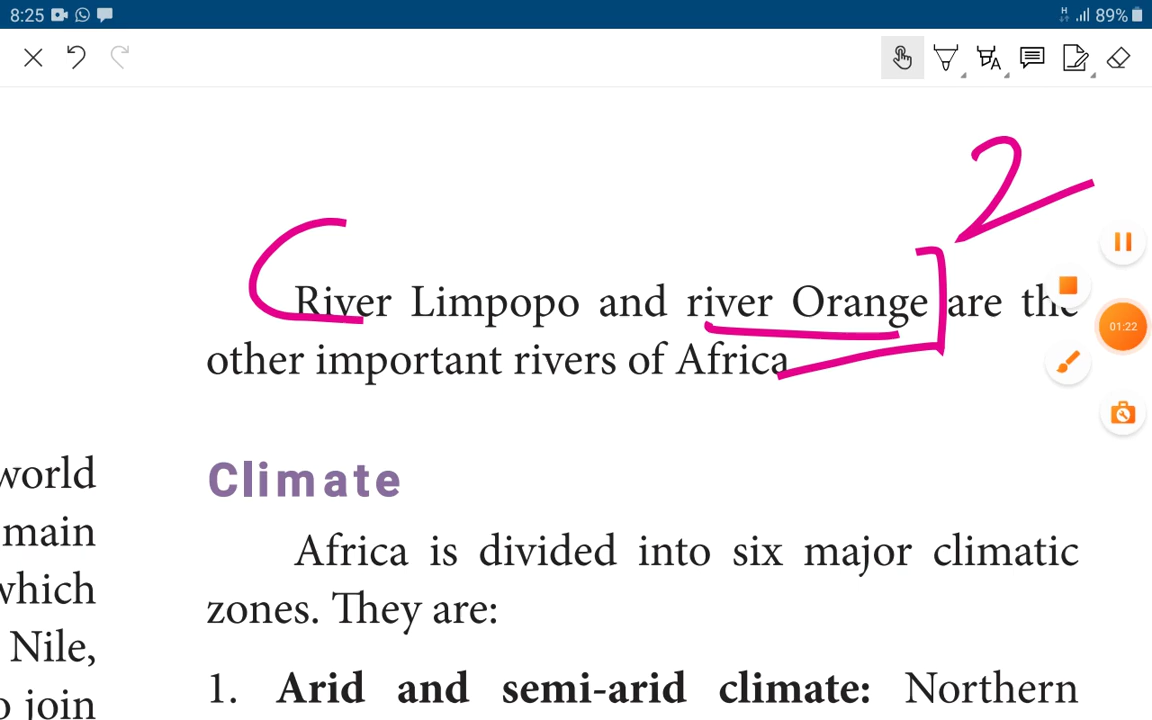 8:25
H
89%
2
River Limpopo and river Orange are the
01:22
other important rivers of Africa
world
main
which
Nile,
o join
Climate
Africa is divided into six major climatic
zones. They are:
1. Arid and semi-arid climate: Northern